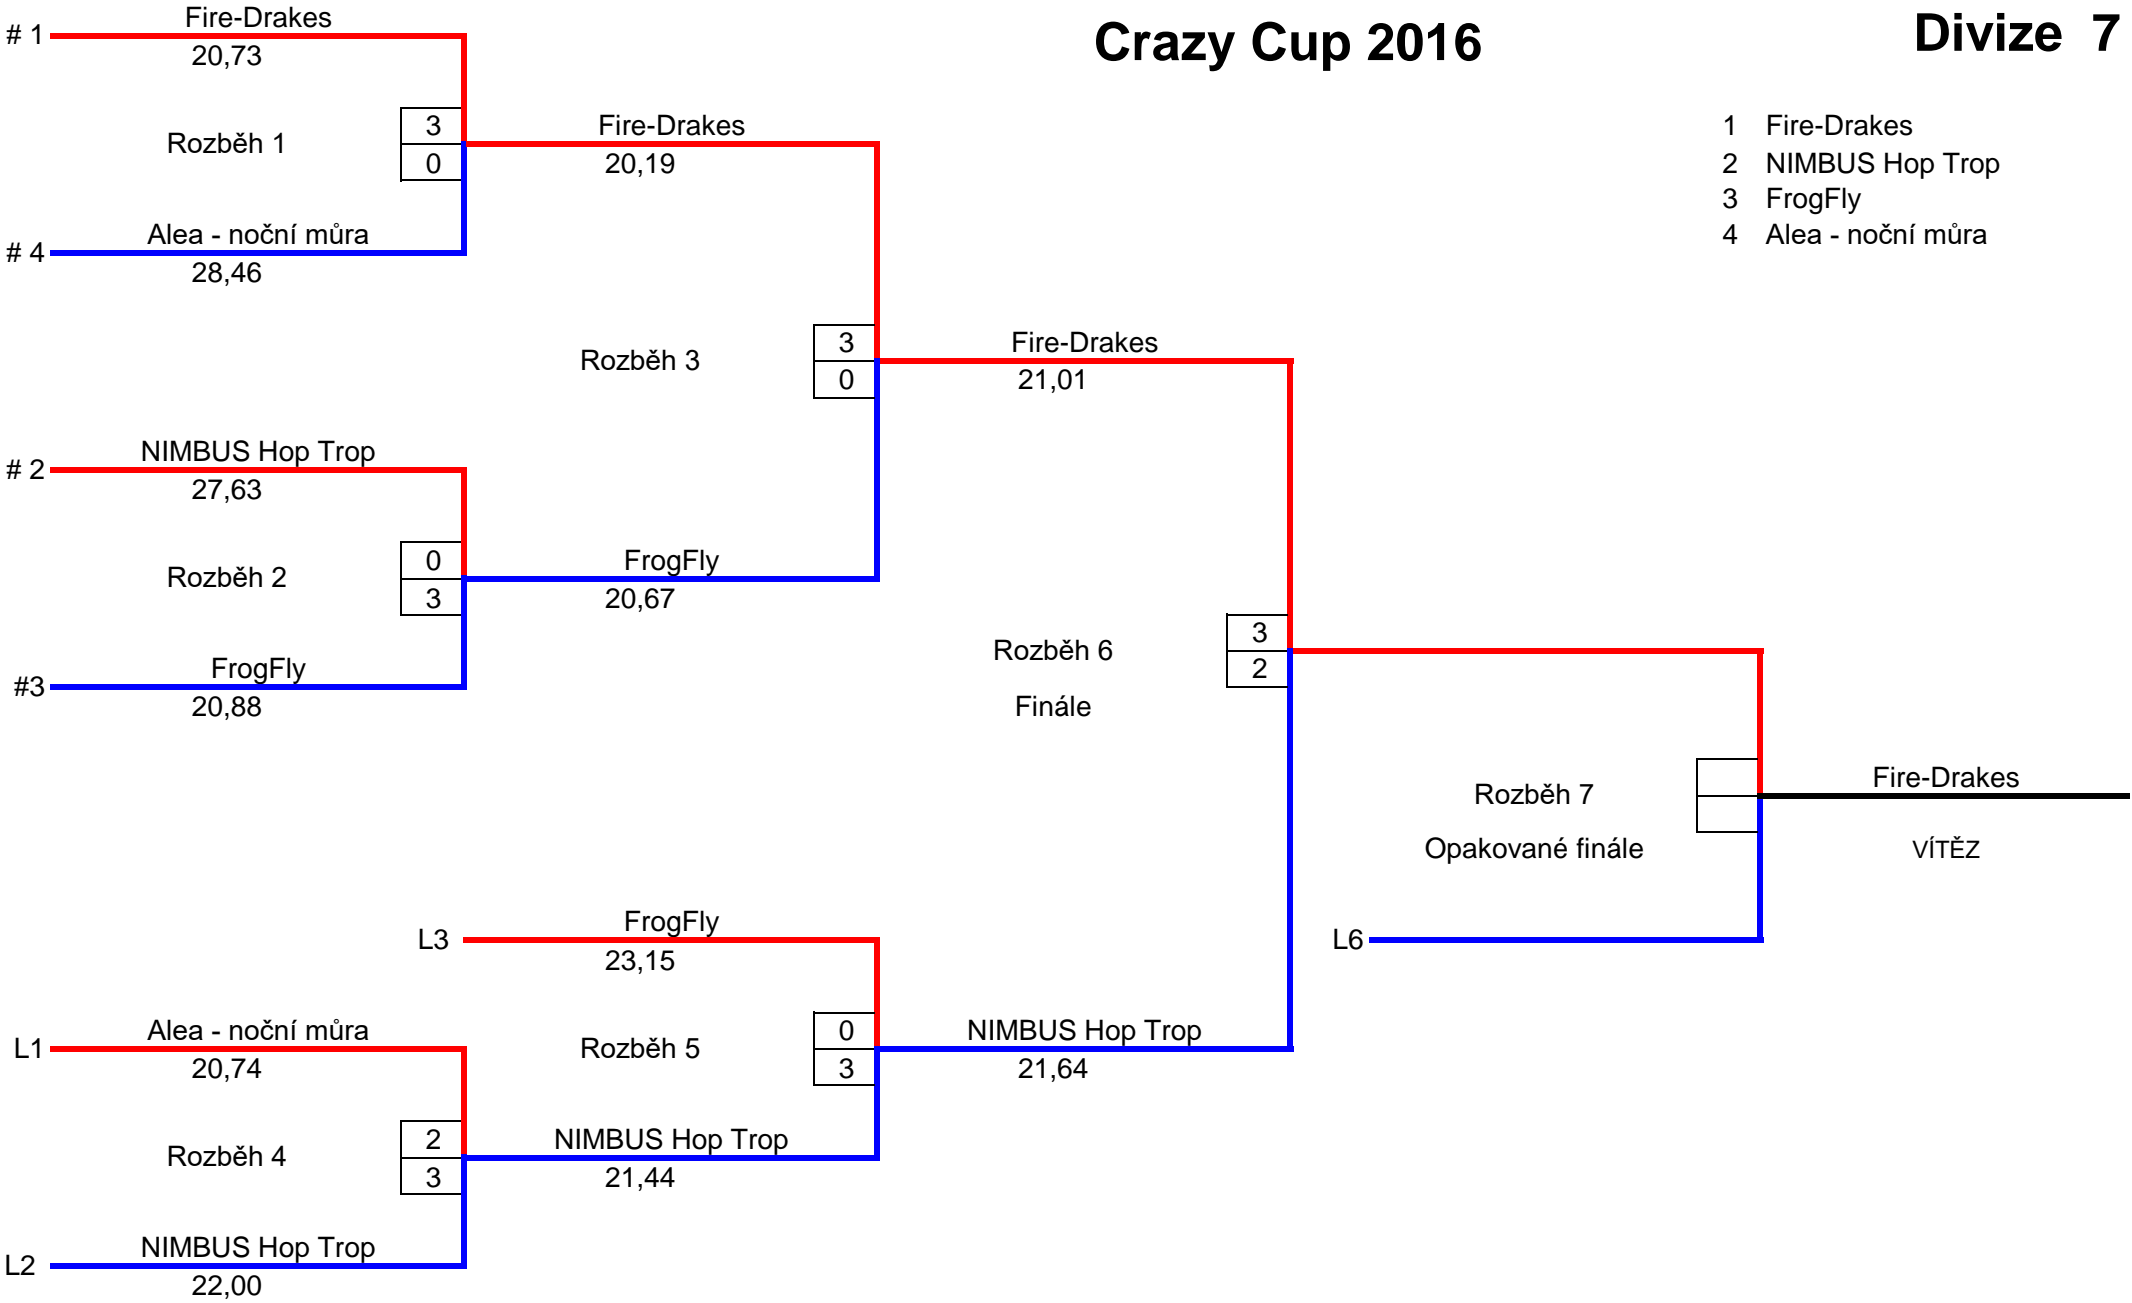 Crazy Cup 2016
Divize 7
1 Fire-Drakes
2 NIMBUS Hop Trop
3 FrogFly
4 Alea - noční můra
# 1
Fire-Drakes
20,73
Rozběh 1
3
0
# 4
Alea - noční můra
28,46
Fire-Drakes
20,19
Rozběh 3
3
0
# 2
NIMBUS Hop Trop
27,63
Rozběh 2
0
3
#3
FrogFly
20,88
FrogFly
20,67
Fire-Drakes
21,01
Rozběh 6
Finále
3
2
Rozběh 7
Opakované finále
Fire-Drakes
VÍTĚZ
L6
L3
FrogFly
23,15
Rozběh 5
0
3
NIMBUS Hop Trop
21,64
L1
Alea - noční můra
20,74
Rozběh 4
2
3
NIMBUS Hop Trop
21,44
L2
NIMBUS Hop Trop
22,00